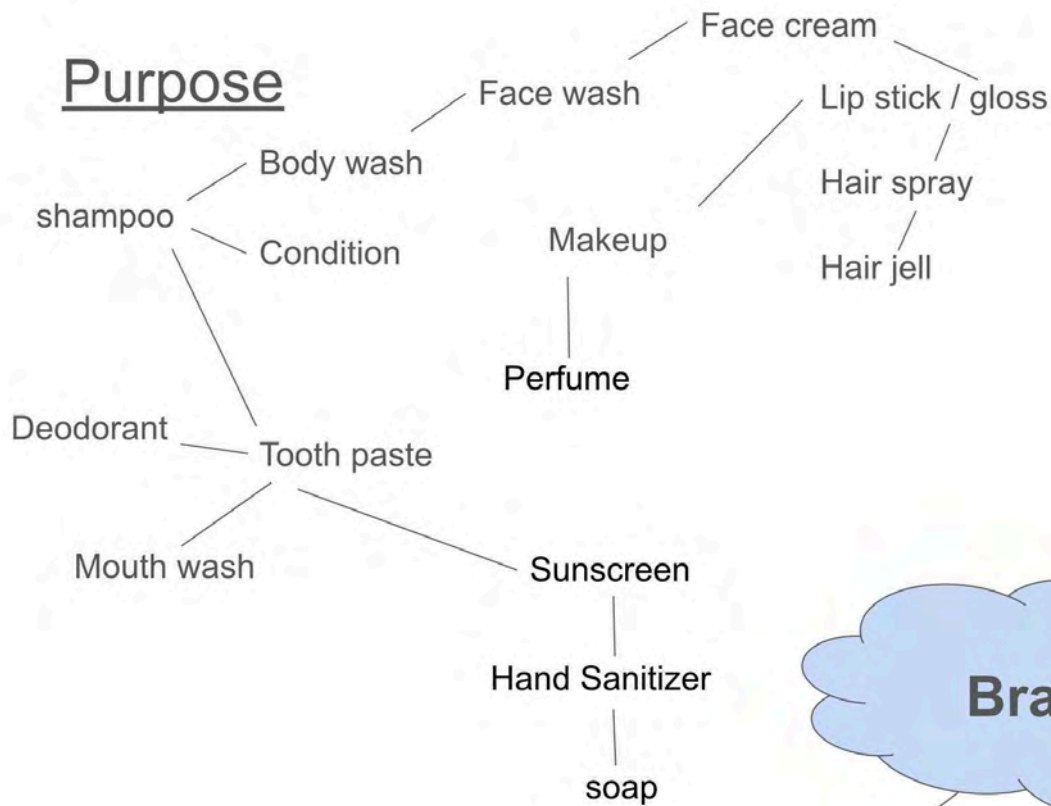 Purpose
Face cream
Face wash
Lip stick / gloss
Body wash
Hair spray
shampoo
Makeup
Condition
Hair jell
Perfume
Deodorant
Tooth paste
Mouth wash
Sunscreen
Hand Sanitizer
Bra
soap